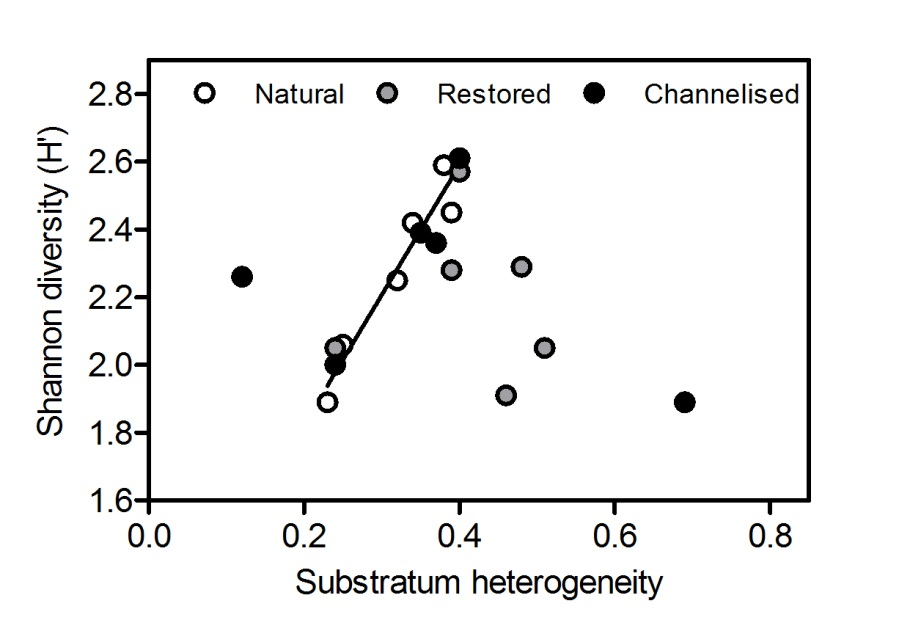 Natural Restored Channelised
Shannon diversity (H')
2.8
2.6
2.4
2.2
2.0
1.8
1.6
0.0 0.2 0.4 0.6 0.8
Substratum heterogeneity